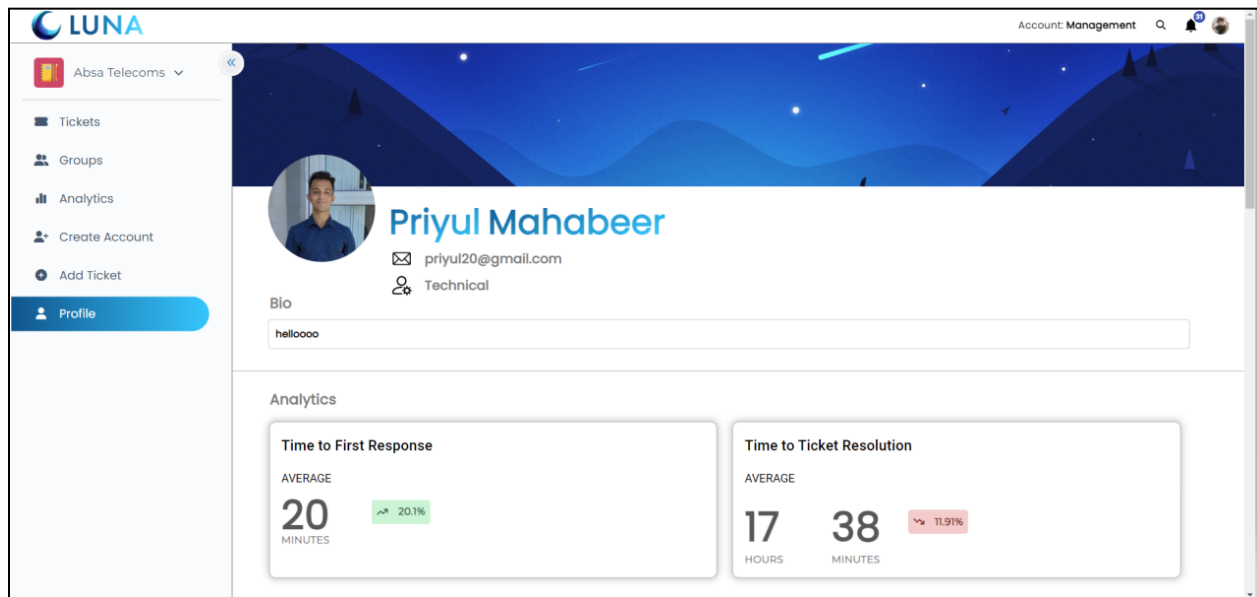 LUNA
Account: Management
31
Absa Telecoms
Tickets
Groups
Analytics
Create Account
Add Ticket
Profile
Priyul Mahabeer
priyul20@gmail.com
Technical
Bio
helloooo
Analytics
Time to First Response
AVERAGE
20
20.1%
MINUTES
Time to Ticket Resolution
AVERAGE
17 38
11.91%
HOURS MINUTES